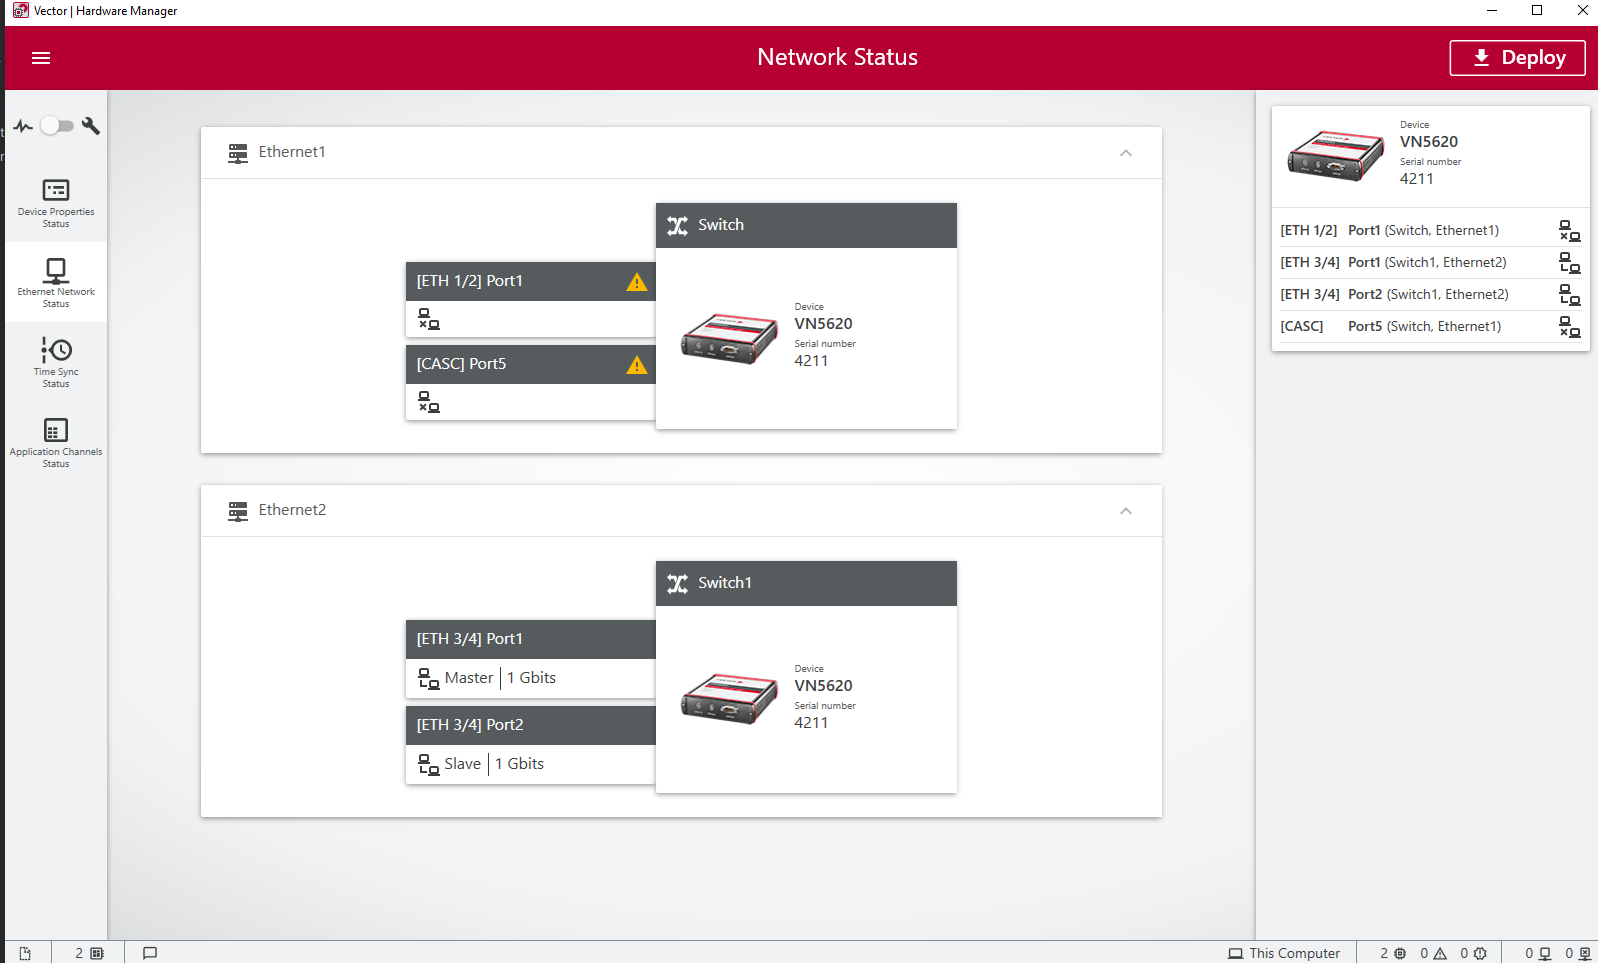 Vector | Hardware Manager
Network Status
Deploy
Device Properties
Status
Ethernet Network
Status
Time Sync
Status
Application Channels
Status
Ethernet1
Switch
[ETH 1/2] Port1
[CASC] Port5
Device
VN5620
Serial number
4211
Ethernet2
Switch1
[ETH 3/4] Port1
Master | 1 Gbits
[ETH 3/4] Port2
Slave | 1 Gbits
Device
VN5620
Serial number
4211
Device
VN5620
Serial number
4211
[ETH 1/2] Port1 (Switch, Ethernet1)
[ETH 3/4] Port1 (Switch1, Ethernet2)
[ETH 3/4] Port2 (Switch1, Ethernet2)
[CASC] Port5 (Switch, Ethernet1)
2
This Computer
2 0 0
0 0